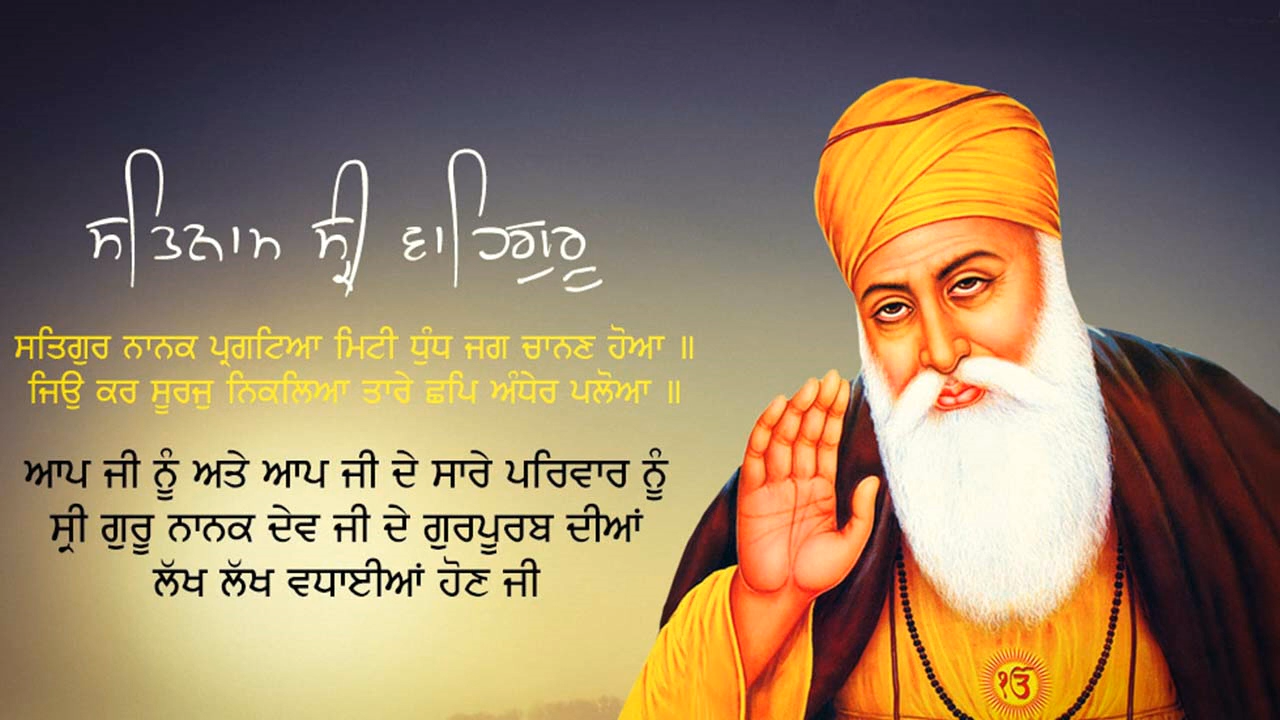 ਸਤਿਨਾਮ ਸ੍ਰੀ ਵਾਹਿਗੁਰੂ
ਸਤਿਗੁਰ ਨਾਨਕ ਪ੍ਰਗਟਿਆ ਮਿਟੀ ਧੁੰਧ ਜਗ ਚਾਨਣ ਹੋਆ ॥
ਜਿਉ ਕਰ ਸੂਰਜੁ ਨਿਕਲਿਆ ਤਾਰੇ ਛਪਿ ਅੰਧੇਰ ਪਲੋਆ ॥
ਆਪ ਜੀ ਨੂੰ ਅਤੇ ਆਪ ਜੀ ਦੇ ਸਾਰੇ ਪਰਿਵਾਰ ਨੂੰ
ਸ੍ਰੀ ਗੁਰੂ ਨਾਨਕ ਦੇਵ ਜੀ ਦੇ ਗੁਰਪੂਰਬ ਦੀਆਂ
ਲੱਖ ਲੱਖ ਵਧਾਈਆਂ ਹੋਣ ਜੀ
ੴ